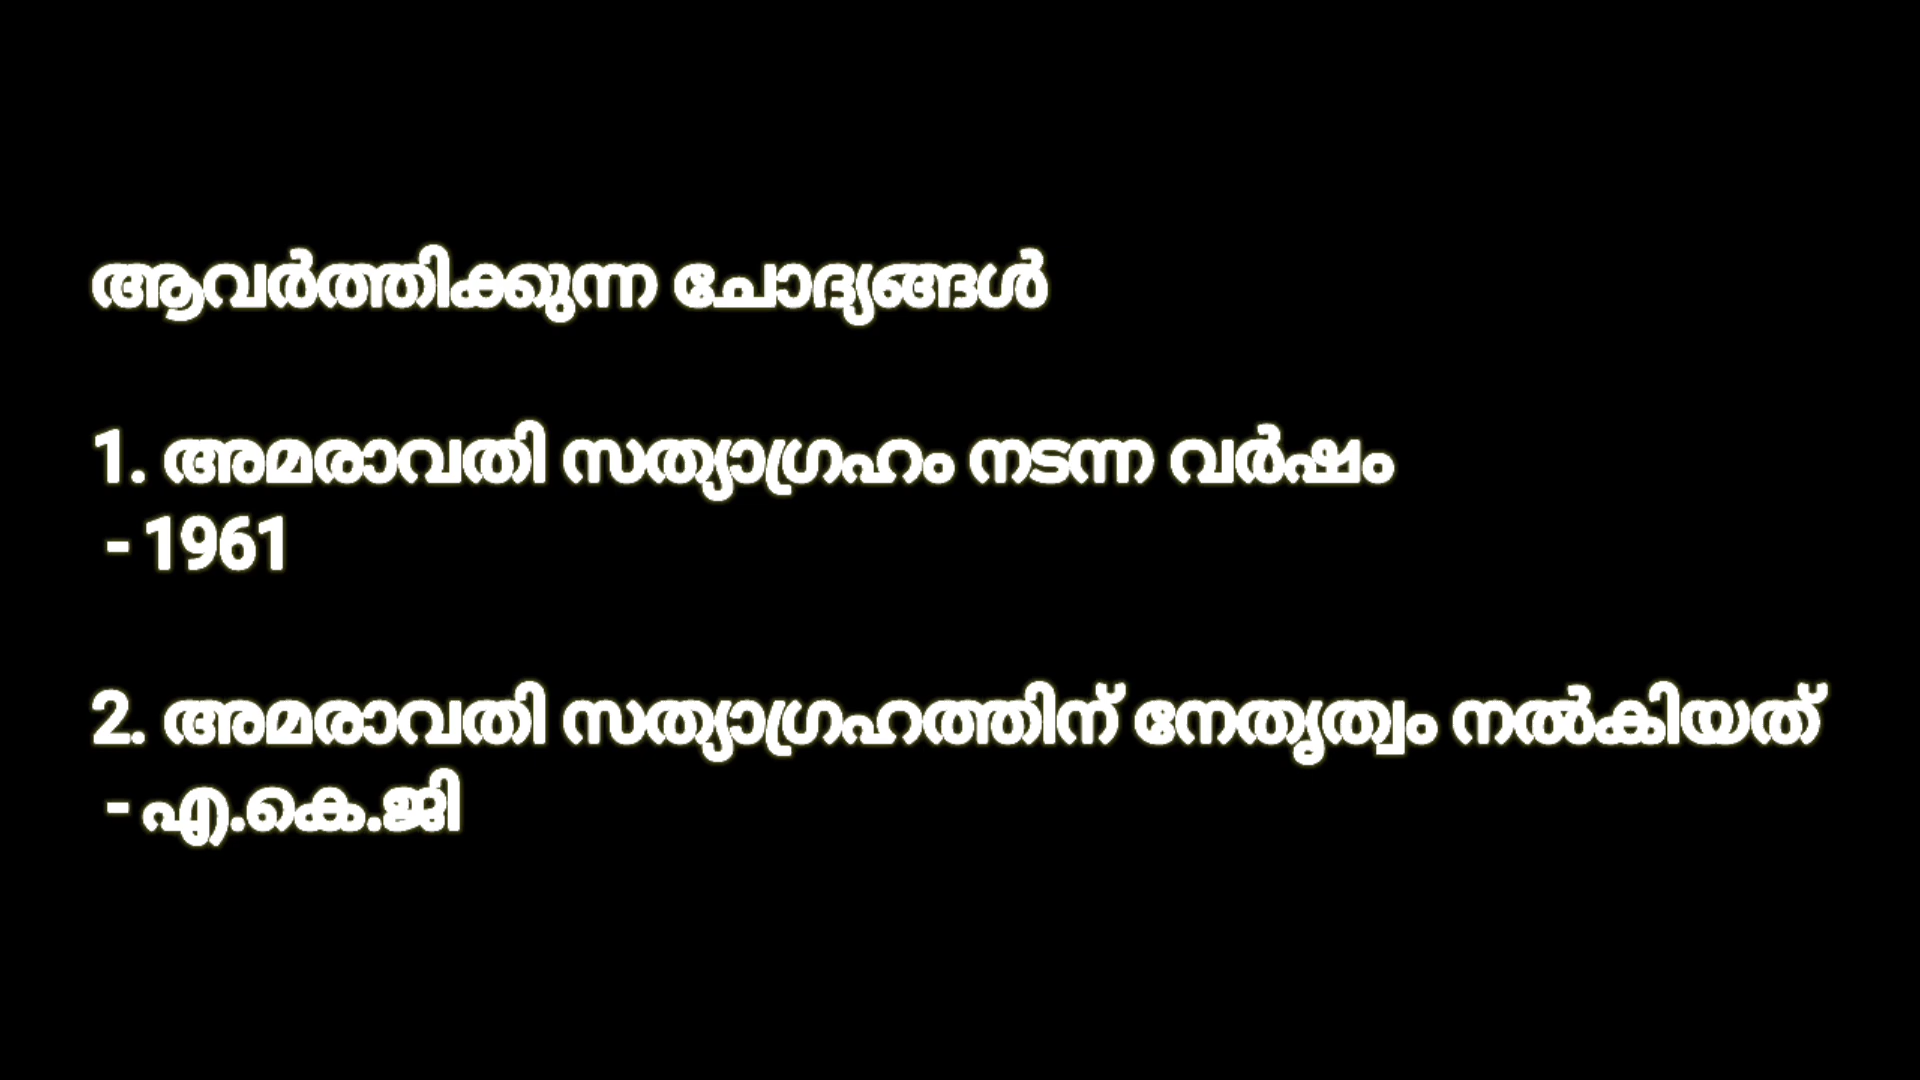 ആവർത്തിക്കുന്ന ചോദ്യങ്ങൾ
1. അമരാവതി സത്യാഗ്രഹം നടന്ന വർഷം
- 1961
2. അമരാവതി സത്യാഗ്രഹത്തിന് നേതൃത്വം നൽകിയത്
- എ.കെ.ജി